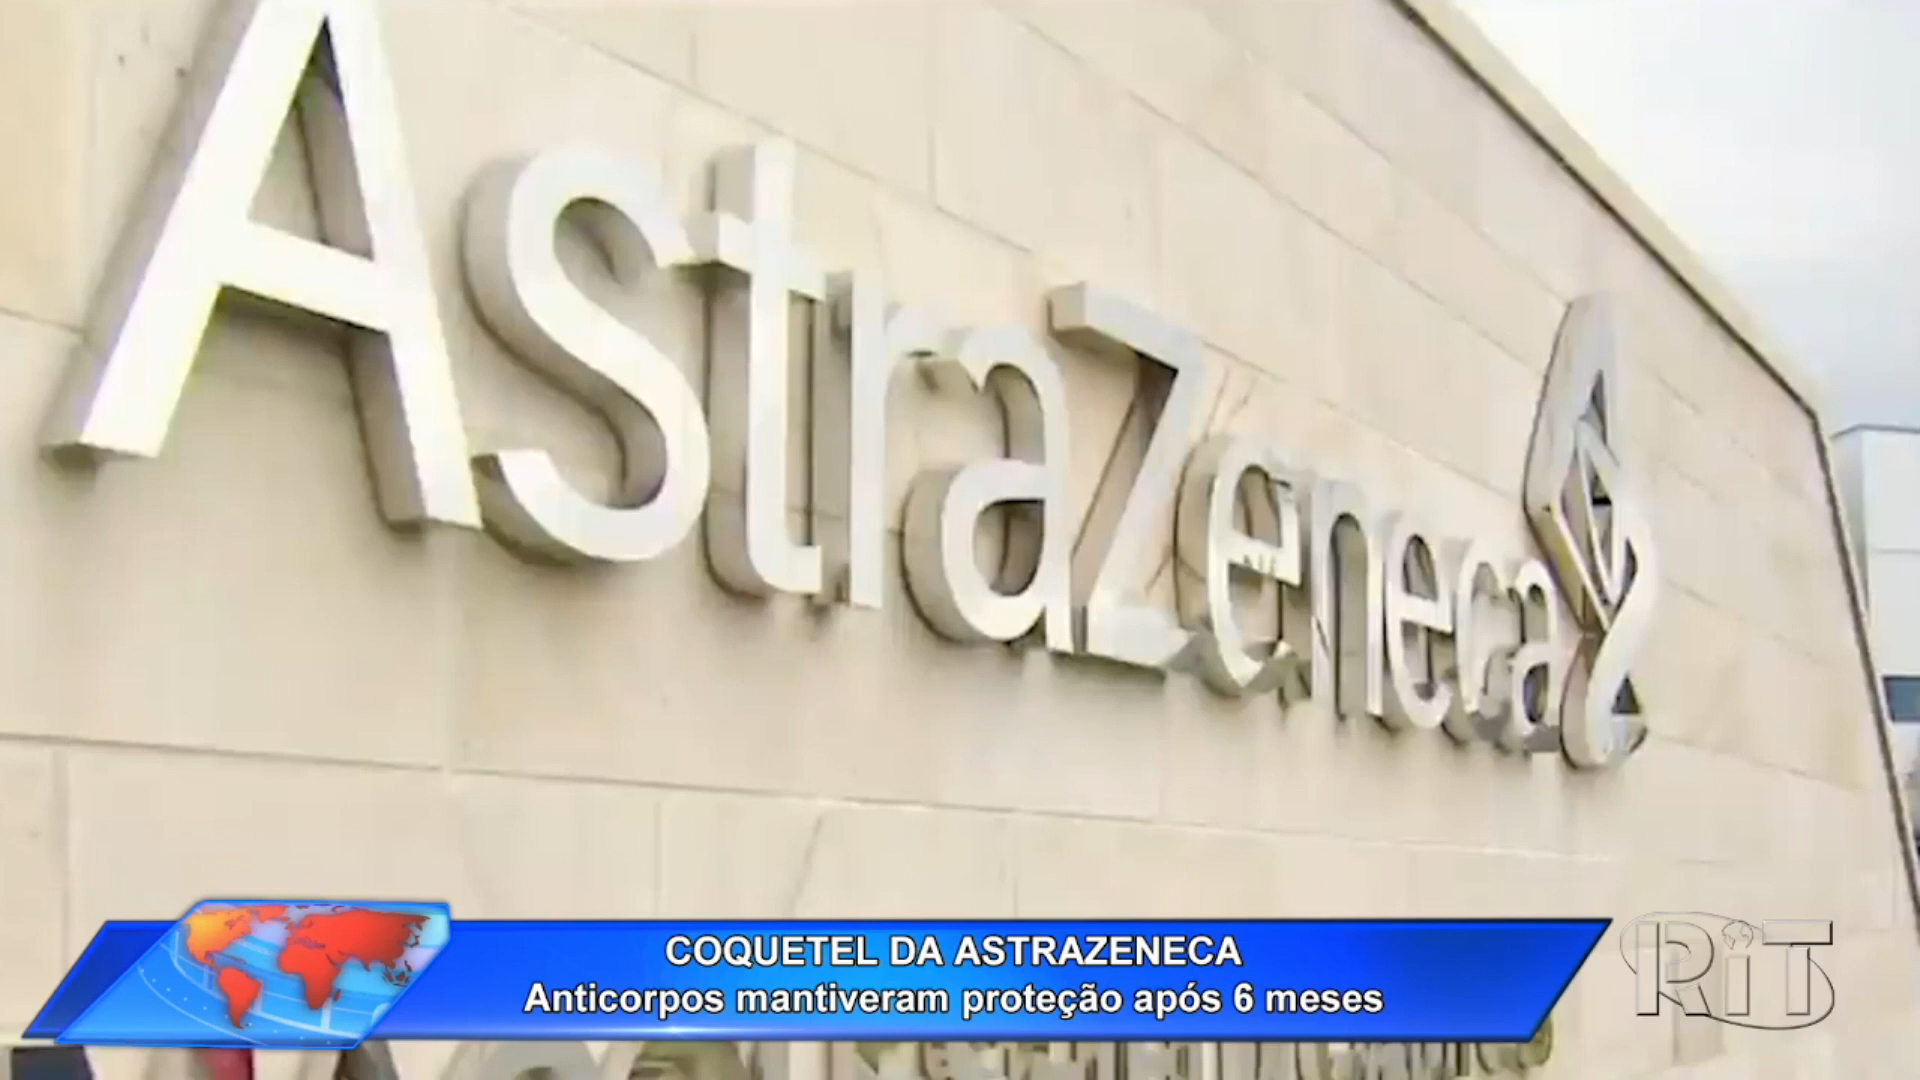 AstraZeneca
COQUETEL DA ASTRAZENECA
Anticorpos mantiveram proteção após 6 meses
RiT